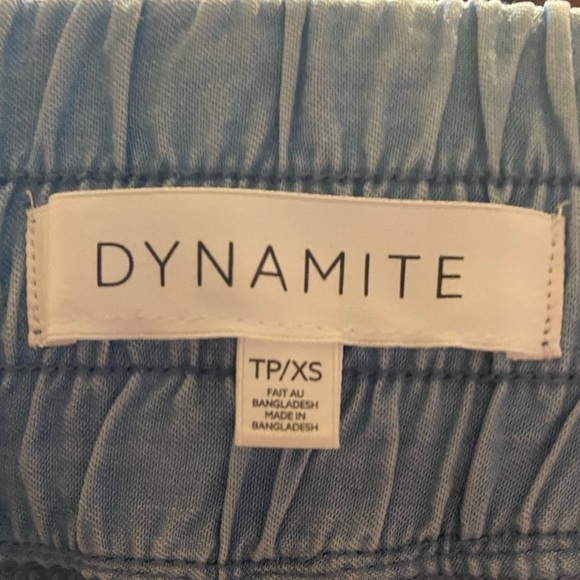 DYNAMITE
TP/XS
FAIT AU
BANGLADESH
MADE IN
BANGLADESH